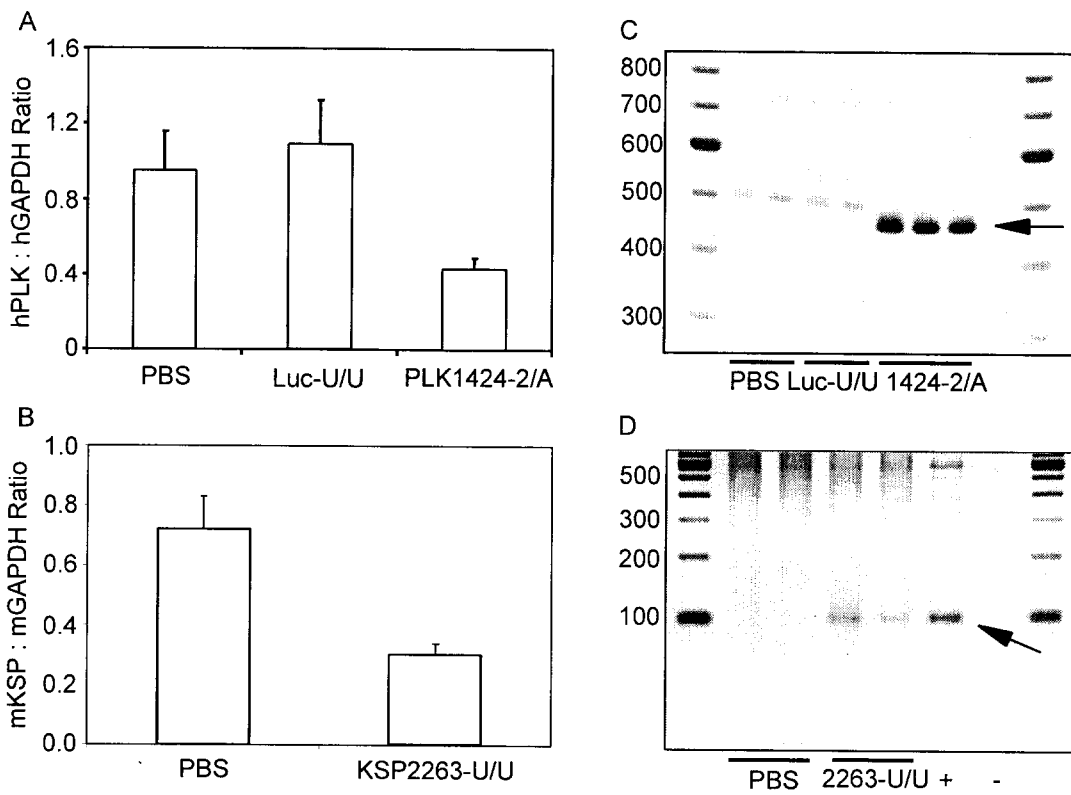 A
hPLK : hGAPDH Ratio
1.6
1.2
0.8
0.4
0
PBS Luc-U/U PLK1424-2/A
B
mKSP : mGAPDH Ratio
1.0
0.8
0.6
0.4
0.2
0.0
PBS KSP2263-U/U
C
800
700
600
500
400
300
PBS Luc-U/U 1424-2/A
D
500
300
200
100
PBS 2263-U/U + -